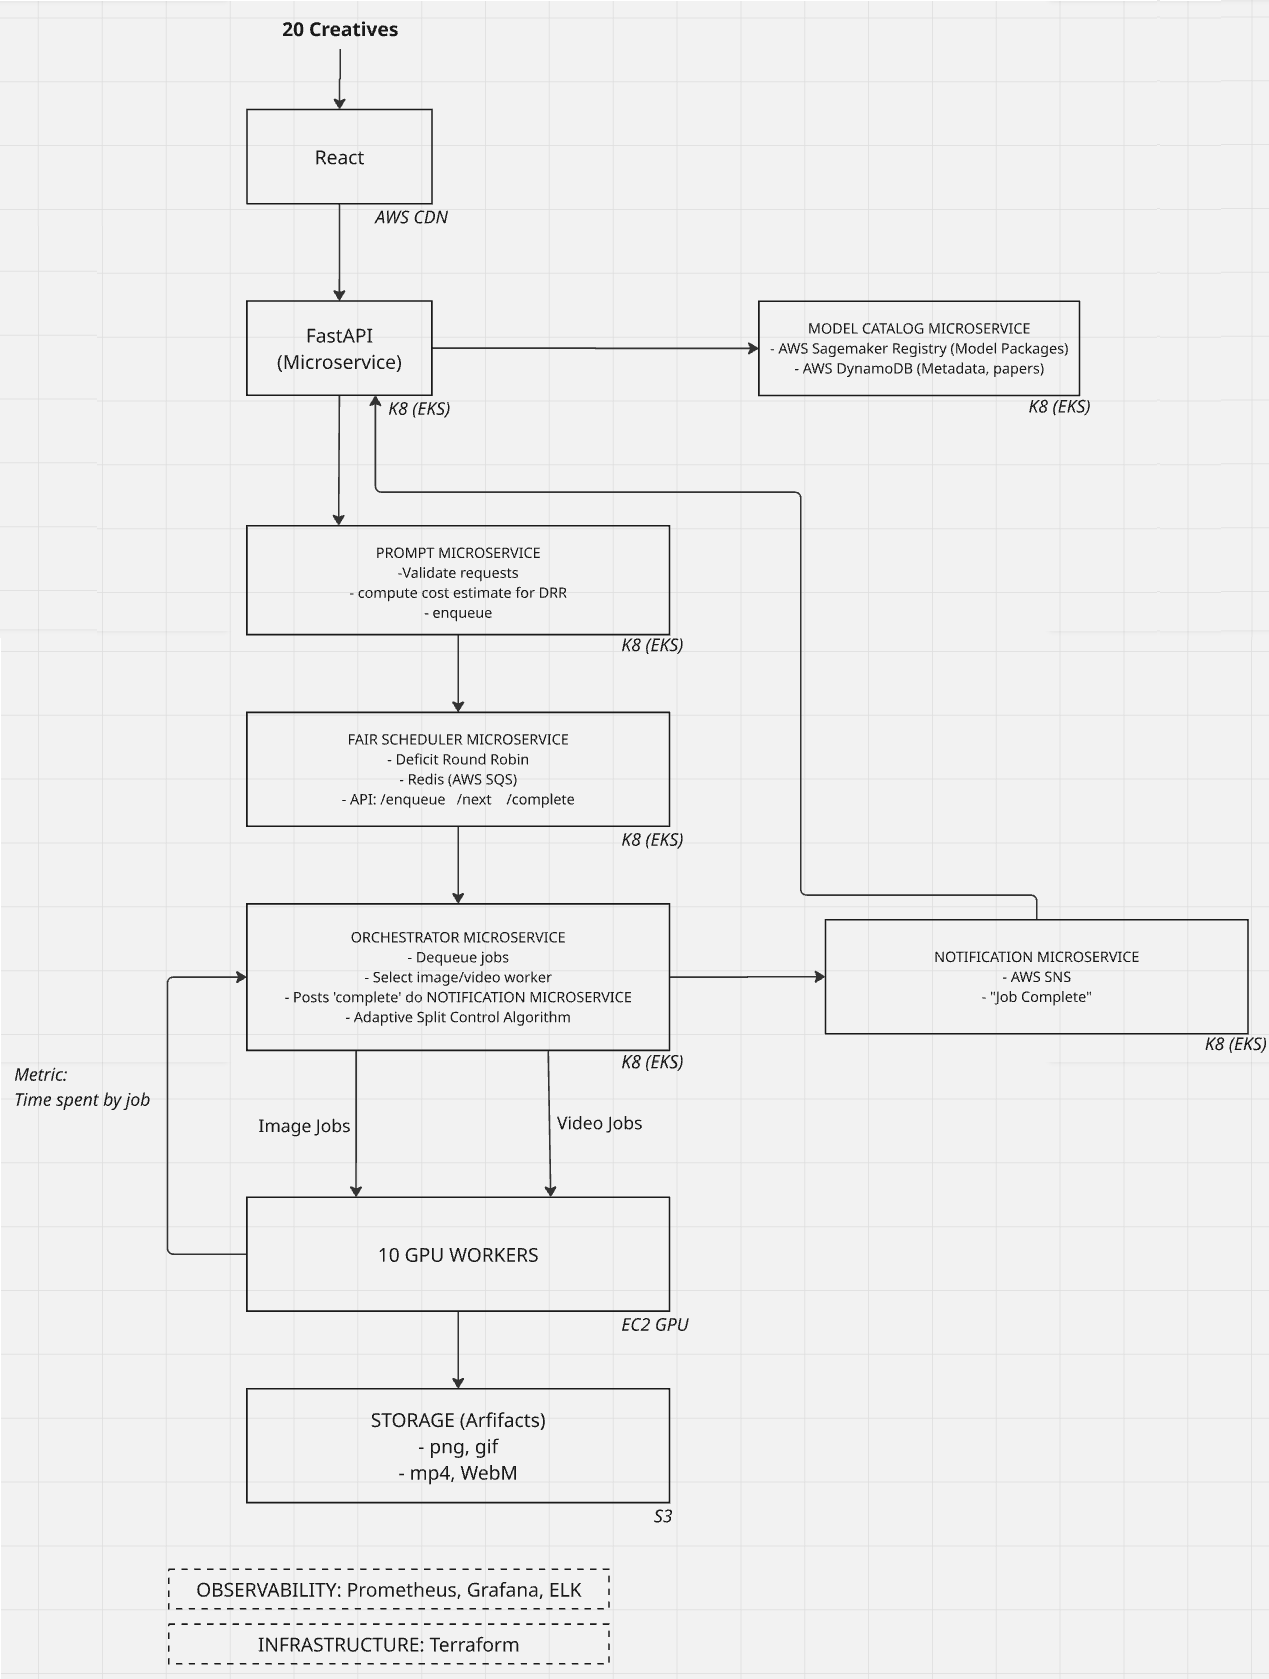 20 Creatives
React
AWS CDN
FastAPI
(Microservice)
K8 (EKS)
MODEL CATALOG MICROSERVICE
- AWS Sagemaker Registry (Model Packages)
- AWS DynamoDB (Metadata, papers)
K8 (EKS)
PROMPT MICROSERVICE
-Validate requests
- compute cost estimate for DRR
- enqueue
K8 (EKS)
FAIR SCHEDULER MICROSERVICE
- Deficit Round Robin
- Redis (AWS SQS)
- API: /enqueue /next /complete
K8 (EKS)
ORCHESTRATOR MICROSERVICE
- Dequeue jobs
- Select image/video worker
- Posts 'complete' do NOTIFICATION MICROSERVICE
- Adaptive Split Control Algorithm
K8 (EKS)
NOTIFICATION MICROSERVICE
- AWS SNS
- "Job Complete"
K8 (EKS)
Metric:
Time spent by job
Image Jobs
Video Jobs
10 GPU WORKERS
EC2 GPU
STORAGE (Arfifacts)
- png, gif
- mp4, WebM
S3
OBSERVABILITY: Prometheus, Grafana, ELK
INFRASTRUCTURE: Terraform